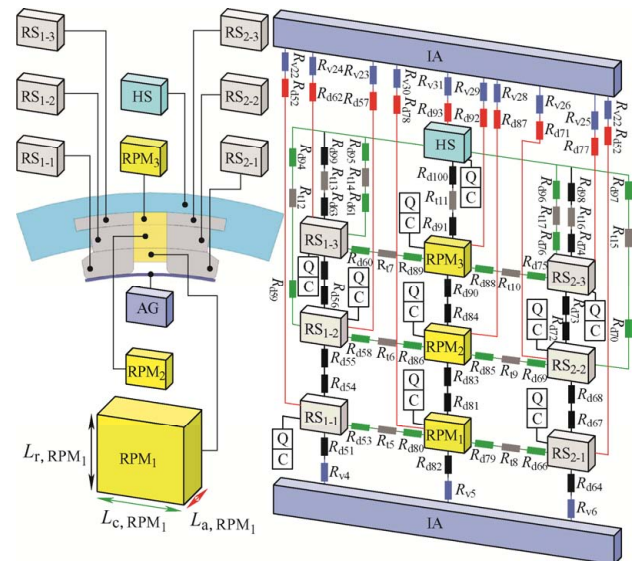 RS1-3
RS2-3
IA
RS1-2
HS
RS2-2
RS1-1
RPM3
RS2-1
AG
RPM2
RPM1
Lr, RPM1
Lc, RPM1
La, RPM1
Rv22
Rd52
Rv24
Rd62
Rv23
Rd57
Rv30
Rd78
Rv31
Rd93
Rv29
Rd92
Rv28
Rd87
Rv26
Rd71
Rv25
Rd77
Rv22
Rd52
HS
Q
C
Rd94
Rt12
Rd99
Rt13
Rd63
Rd95
Rt14
Rd61
Rd100
Rt11
Rd91
Rd96
Rt17
Rd76
Rd98
Rt16
Rd74
Rd97
Rt15
Q
C
RS1-3
Rd60
Rt7
Rd89
RPM3
Rd88
Rt10
Rd75
RS2-3
Rd59
Rd56
Q
C
Rd90
Rd84
Q
C
Rd73
Rd72
Q
C
Rd70
RS1-2
Rd58
Rt6
Rd86
RPM2
Rd85
Rt9
Rd69
RS2-2
Rd55
Rd54
Q
C
Rd83
Rd81
Q
C
Rd68
Rd67
RS1-1
Rd53
Rt5
Rd80
RPM1
Rd79
Rt8
Rd66
RS2-1
Q
C
Rd51
Rv4
Rd82
Rv5
Rd64
Rv6
IA